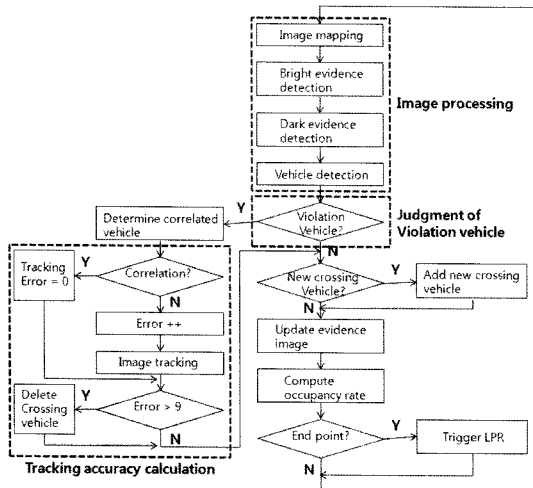 Image mapping
Bright evidence
detection
Image processing
Dark evidence
detection
Vehicle detection
Y
Determine correlated
vehicle
Violation
Vehicle?
Judgment of
Violation vehicle
N
Tracking
Error = 0
Y
Correlation?
N
New crossing
Vehicle?
Y
Add new crossing
vehicle
N
Error ++
Update evidence
image
Image tracking
Compute
occupancy rate
Delete
Crossing
vehicle
Y
Error > 9
N
End point?
Y
Trigger LPR
N
Tracking accuracy calculation